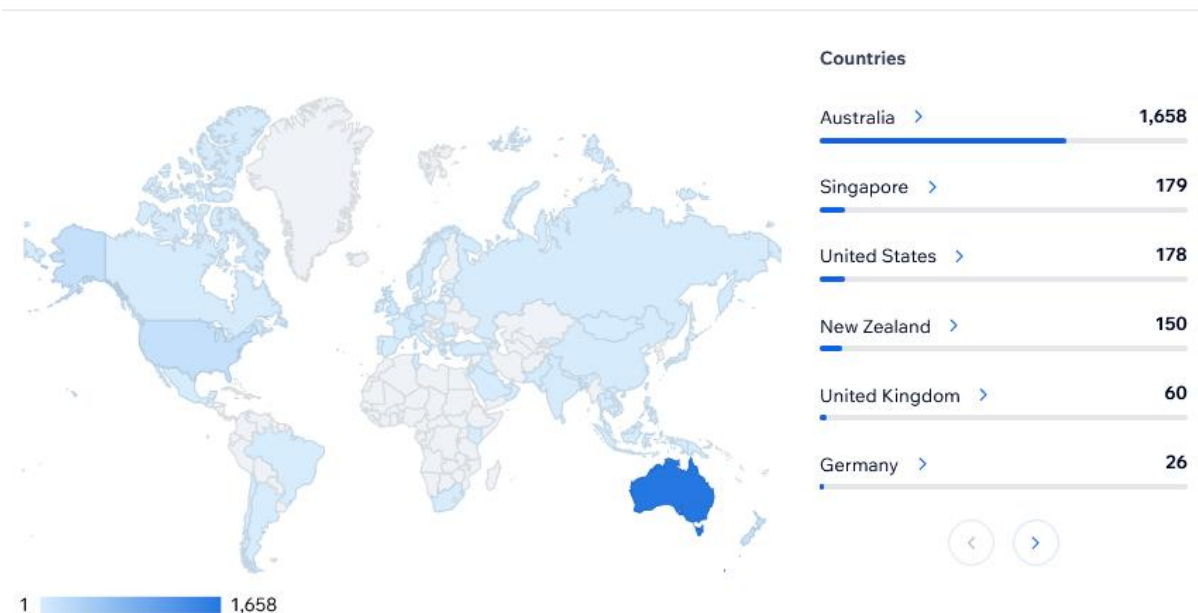 Countries
Australia 1,658
Singapore 179
United States 178
New Zealand 150
United Kingdom 60
Germany 26
1 1,658